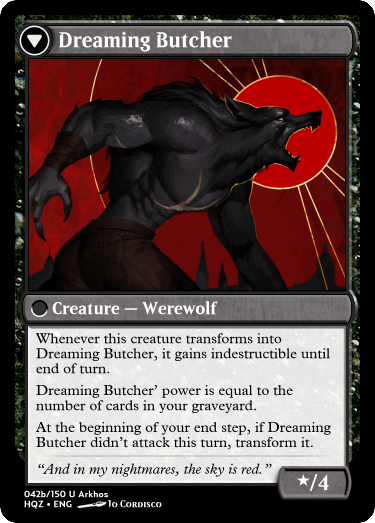 Dreaming Butcher
Creature — Werewolf
Whenever this creature transforms into
Dreaming Butcher, it gains indestructible until
end of turn.
Dreaming Butcher' power is equal to the
number of cards in your graveyard.
At the beginning of your end step, if Dreaming
Butcher didn't attack this turn, transform it.
“And in my nightmares, the sky is red.”
★/4
042b/150 U Arkhos
HQZ • ENG Io Cordisco